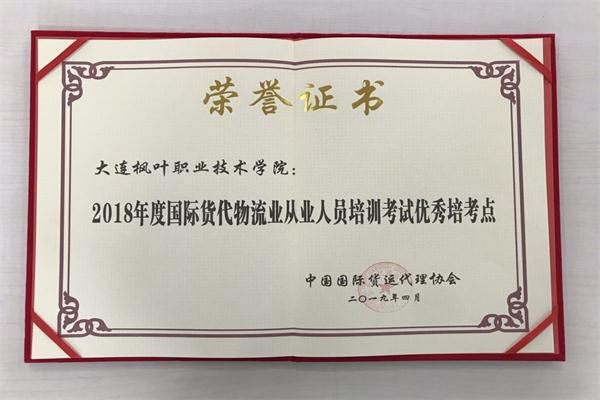 荣誉证书
大连枫叶职业技术学院：
2018年度国际货代物流业从业人员培训考试优秀培考点
中国国际货运代理协会
二〇一九年四月